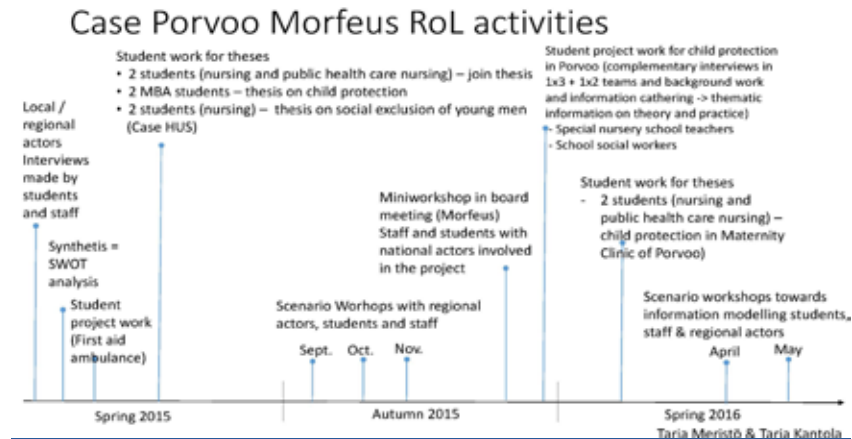 Case Porvoo Morfeus RoL activities
Student work for theses
• 2 students (nursing and public health care nursing) – join thesis
• 2 MBA students – thesis on child protection
• 2 students (nursing) – thesis on social exclusion of young men
(Case HUS)
Student project work for child protection
in Porvoo (complementary interviews in
1x3 + 1x2 teams and background work
and information cathering -> thematic
information on theory and practice)
- Special nursery school teachers
- School social workers
Local /
regional
actors
Interviews
made by
students
and staff
Synthetis =
SWOT
analysis
Student
project work
(First aid
ambulance)
Miniworkshop in board
meeting (Morfeus)
Staff and students with
national actors involved
in the project
Student work for theses
- 2 students (nursing and
public health care nursing) –
child protection in Maternity
Clinic of Porvoo)
Scenario Worhops with regional
actors, students and staff
Sept. Oct. Nov.
Scenario workshops towards
information modelling students,
staff & regional actors
April May
Spring 2015 Autumn 2015 Spring 2016
Tarja Meristö & Tarja Kantola